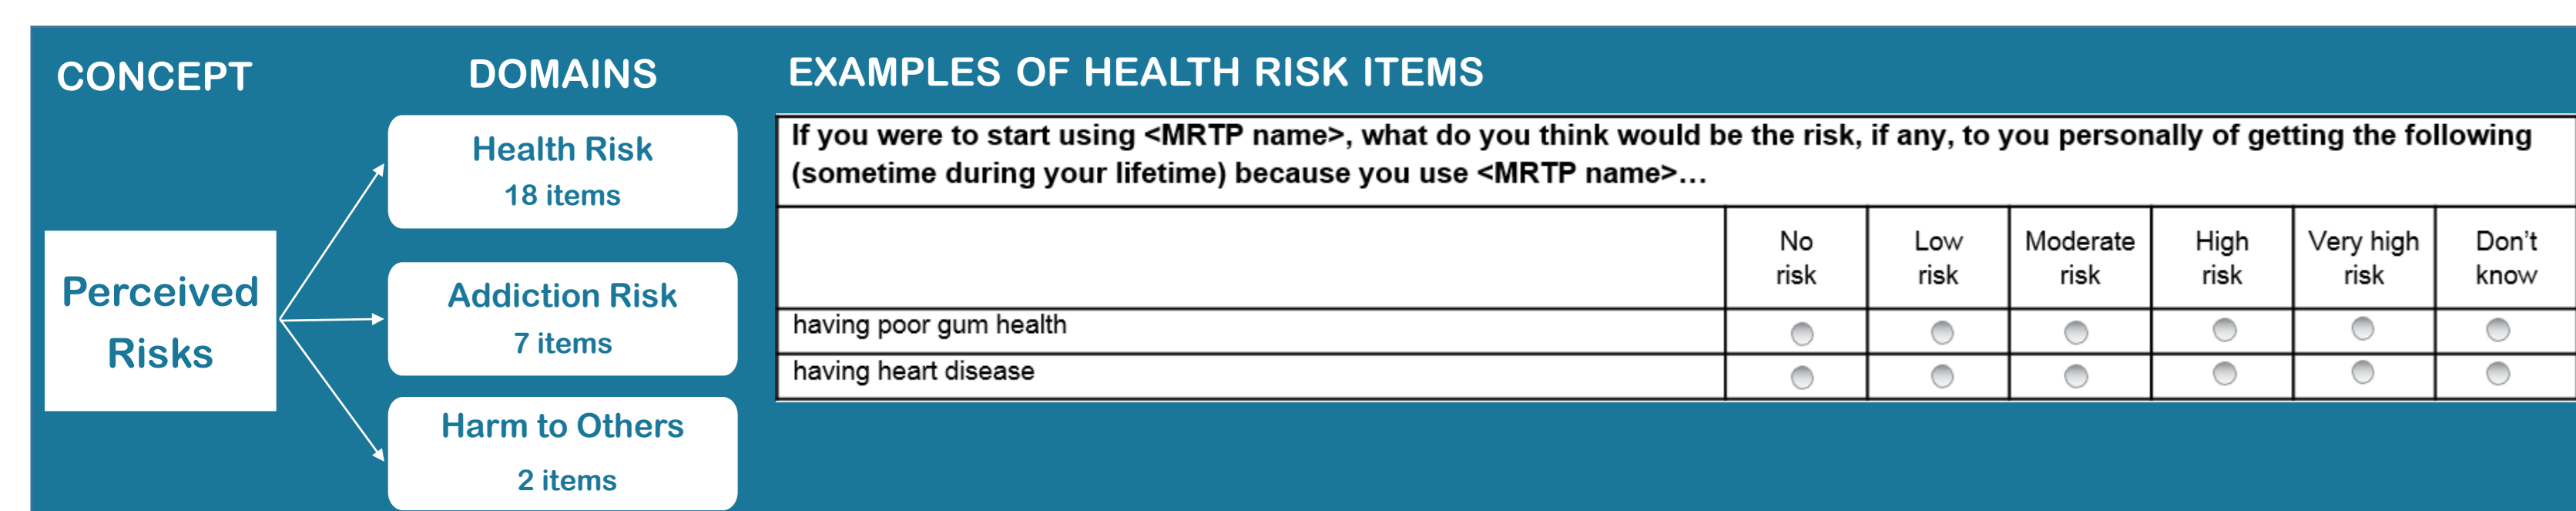 CONCEPT
Perceived
Risks
DOMAINS
Health Risk
18 items
Addiction Risk
7 items
Harm to Others
2 items
EXAMPLES OF HEALTH RISK ITEMS
If you were to start using <MRTP name>, what do you think would be the risk, if any, to you personally of getting the following
(sometime during your lifetime) because you use <MRTP name>…
No
risk
Low
risk
Moderate
risk
High
risk
Very high
risk
Don't
know
having poor gum health
having heart disease